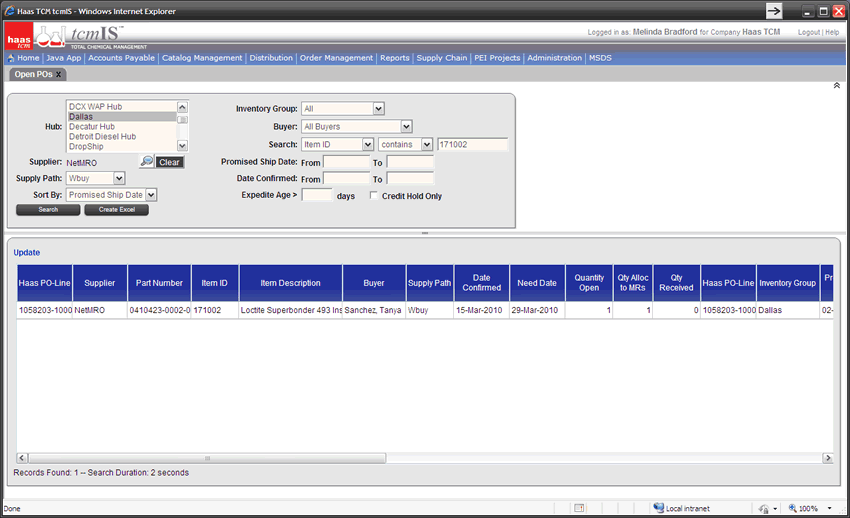 Haas TCM tcmIS - Windows Internet Explorer
haas tcm tcmIS TOTAL CHEMICAL MANAGEMENT
Logged in as: Melinda Bradford for Company Haas TCM Logout | Help
Home Java App Accounts Payable Catalog Management Distribution Order Management Reports Supply Chain PEI Projects Administration MSDS
Open POs x
DCX WAP Hub
Hub: Dallas
Decatur Hub
Detroit Diesel Hub
DropShip
Inventory Group: All
Buyer: All Buyers
Search: Item ID contains 171002
Supplier: NetMRO Clear
Promised Ship Date: From To
Supply Path: Wbuy
Date Confirmed: From To
Sort By: Promised Ship Date
Expedite Age > days Credit Hold Only
Search Create Excel
Update
Haas PO-Line Supplier Part Number Item ID Item Description Buyer Supply Path Date Confirmed Need Date Quantity Open Qty Alloc to MRs Qty Received Haas PO-Line Inventory Group Pr
1058203-1000 NetMRO 0410423-0002-0 171002 Loctite Superbonder 493 Ins Sanchez, Tanya Wbuy 15-Mar-2010 29-Mar-2010 1 1 0 1058203-1000 Dallas 02-
Records Found: 1 -- Search Duration: 2 seconds
Done Local intranet 100%